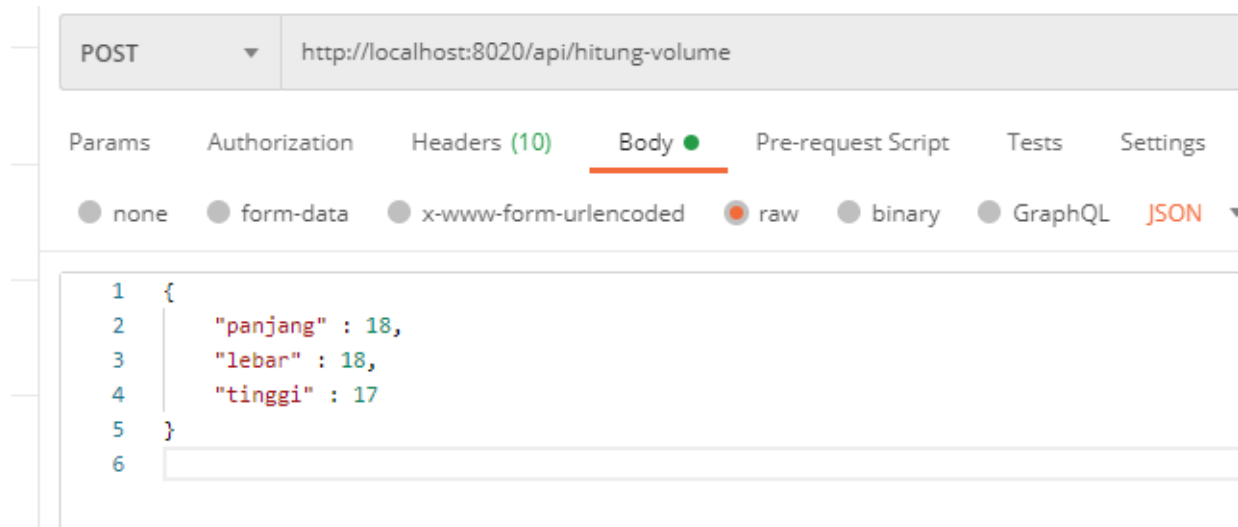 POST http://localhost:8020/api/hitung-volume
Params Authorization Headers (10) Body Pre-request Script Tests Settings
none form-data x-www-form-urlencoded raw binary GraphQL JSON
1 {
2 "panjang" : 18,
3 "lebar" : 18,
4 "tinggi" : 17
5 }
6